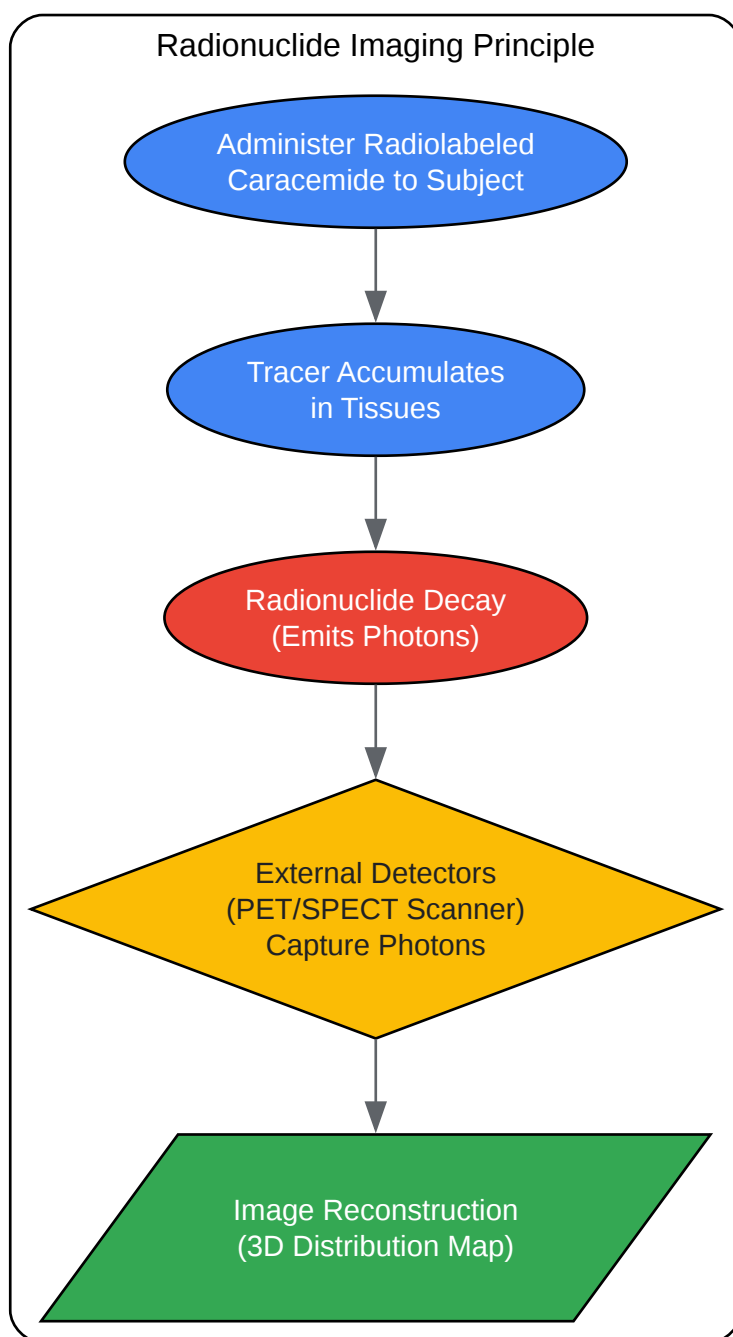 Radionuclide Imaging Principle
Administer Radiolabeled
Caracemide to Subject
Tracer Accumulates
in Tissues
Radionuclide Decay
(Emits Photons)
External Detectors
(PET/SPECT Scanner)
Capture Photons
Image Reconstruction
(3D Distribution Map)